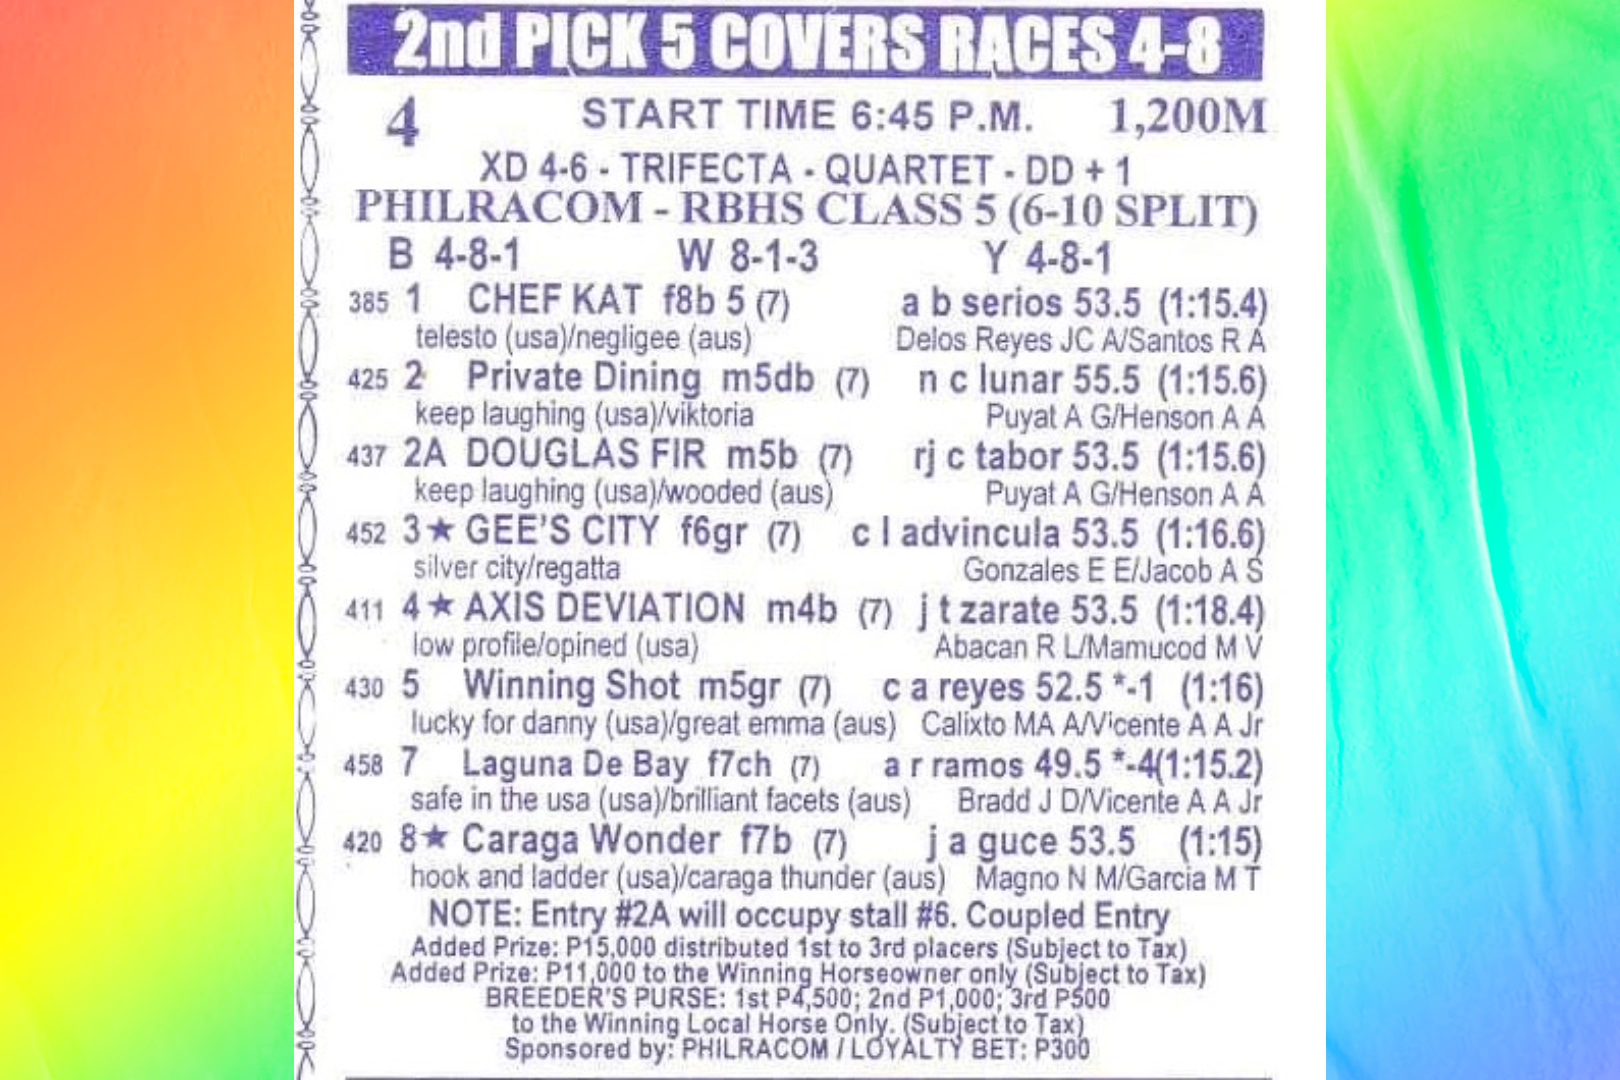 2nd PICK 5 COVERS RACES 4-8
4 START TIME 6:45 P.M. 1,200M
XD 4-6 - TRIFECTA - QUARTET - DD + 1
PHILRACOM - RBHS CLASS 5 (6-10 SPLIT)
B 4-8-1 W 8-1-3 Y 4-8-1
385 1 CHEF KAT f8b 5 (7) a b serios 53.5 (1:15.4)
telesto (usa)/negligee (aus) Delos Reyes JC A/Santos R A
425 2 Private Dining m5db (7) n c lunar 55.5 (1:15.6)
keep laughing (usa)/viktoria Puyat A G/Henson A A
437 2A DOUGLAS FIR m5b (7) rj c tabor 53.5 (1:15.6)
keep laughing (usa)/wooded (aus) Puyat A G/Henson A A
452 3★ GEE'S CITY f6gr (7) c l advincula 53.5 (1:16.6)
silver city/regatta Gonzales E E/Jacob A S
411 4★ AXIS DEVIATION m4b (7) j t zarate 53.5 (1:18.4)
low profile/opined (usa) Abacan R L/Mamucod M V
430 5 Winning Shot m5gr (7) c a reyes 52.5 *-1 (1:16)
lucky for danny (usa)/great emma (aus) Calixto MA A/Vicente A A Jr
458 7 Laguna De Bay f7ch (7) a r ramos 49.5 *-4(1:15.2)
safe in the usa (usa)/brilliant facets (aus) Bradd J D/Vicente A A Jr
420 8★ Caraga Wonder f7b (7) j a guce 53.5 (1:15)
hook and ladder (usa)/caraga thunder (aus) Magno N M/Garcia M T
NOTE: Entry #2A will occupy stall #6. Coupled Entry
Added Prize: P15,000 distributed 1st to 3rd placers (Subject to Tax)
Added Prize: P11,000 to the Winning Horseowner only (Subject to Tax)
BREEDER'S PURSE: 1st P4,500; 2nd P1,000; 3rd P500
to the Winning Local Horse Only. (Subject to Tax)
Sponsored by: PHILRACOM / LOYALTY BET: P300